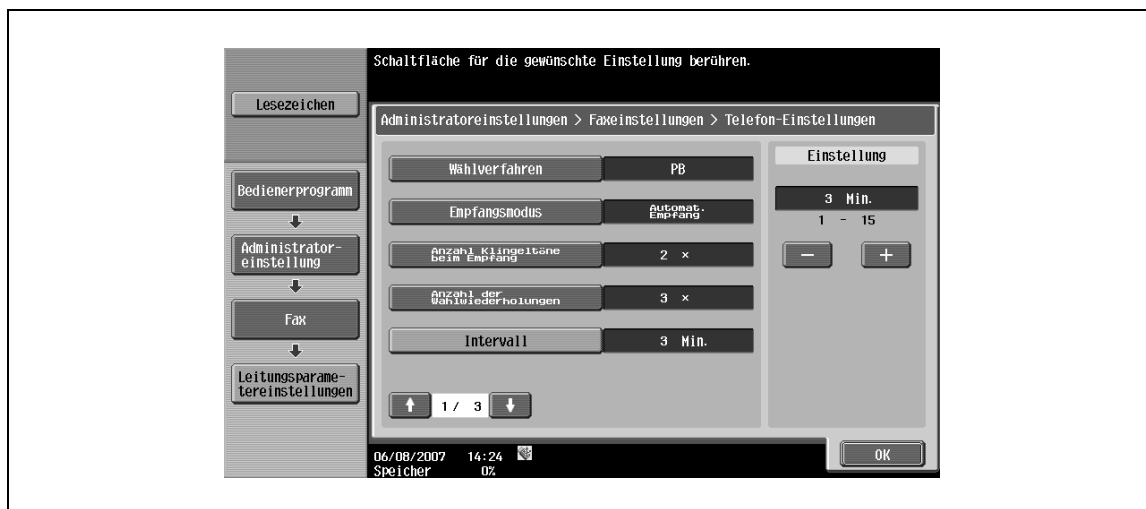 Schaltfläche für die gewünschte Einstellung berühren.
Lesezeichen
Administratoreinstellungen > Faxeinstellungen > Telefon-Einstellungen
Bedienerprogramm
Administrator-
einstellung
Fax
Leitungsparame-
tereinstellungen
Wählverfahren
PB
Empfangsmodus
Automat.
Empfang
Anzahl Klingeltöne
beim Empfang
2 ×
Anzahl der
Wahlwiederholungen
3 ×
Intervall
3 Min.
1/ 3
Einstellung
3 Min.
1 - 15
− +
06/08/2007 14:24
Speicher 0%
OK